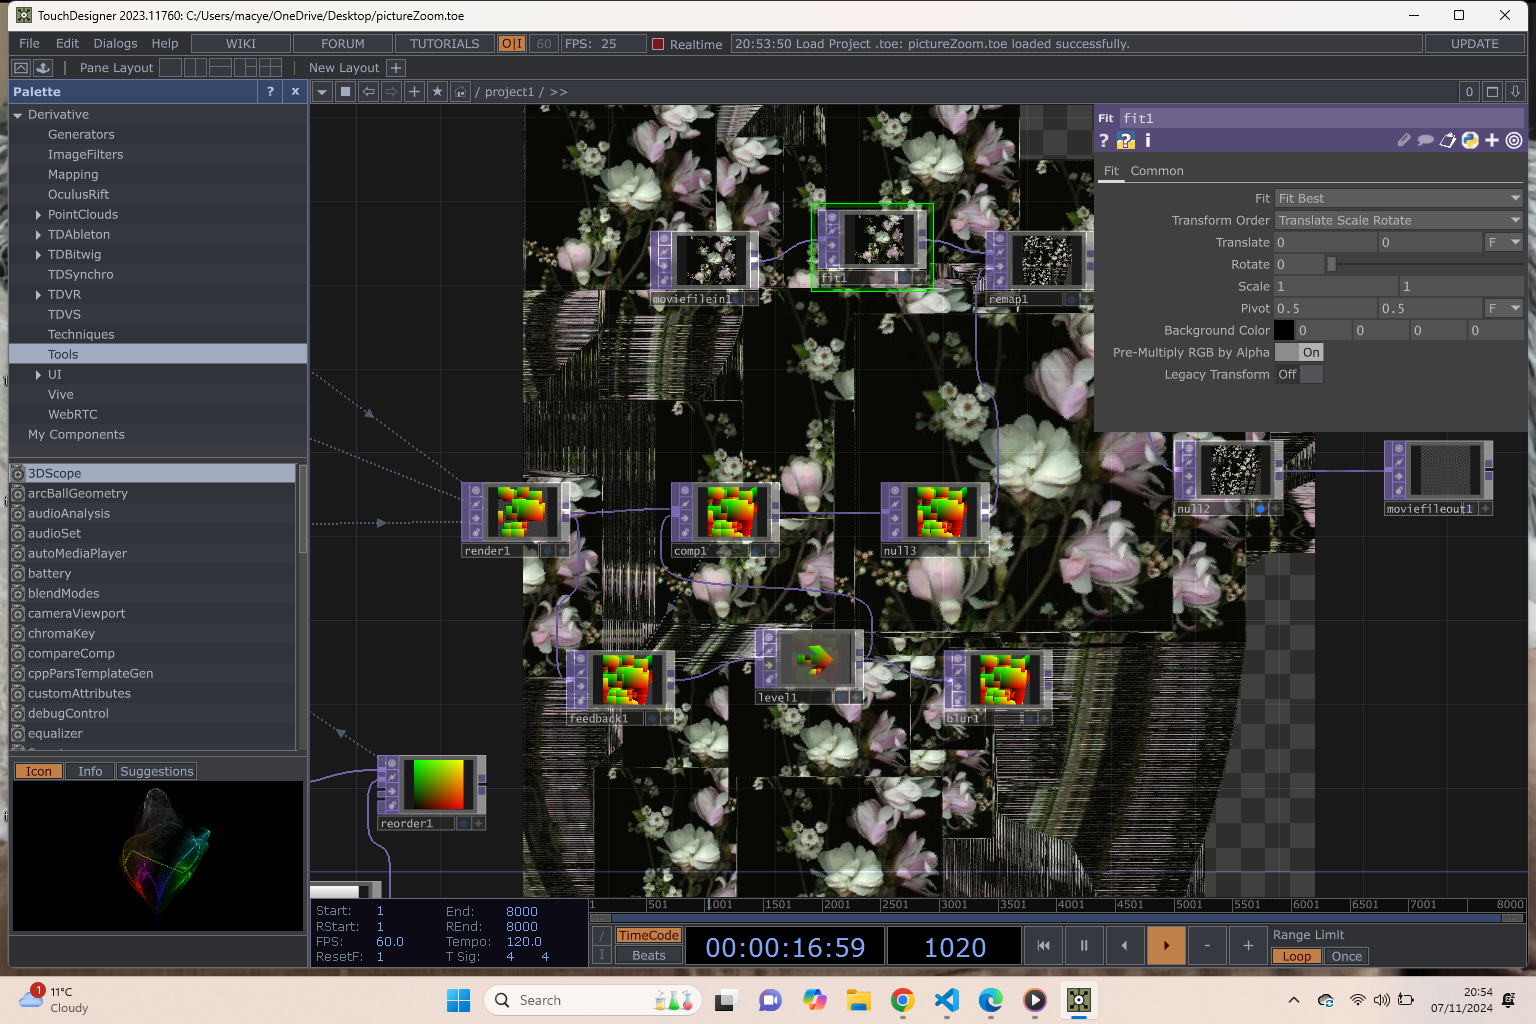 TouchDesigner 2023.11760: C:/Users/macye/OneDrive/Desktop/pictureZoom.toe
File Edit Dialogs Help WIKI FORUM TUTORIALS O|I 60 FPS: 25 Realtime 20:53:50 Load Project .toe: pictureZoom.toe loaded successfully. UPDATE
Pane Layout New Layout +
Palette ? x
/ project1 / >> 0
Derivative
Generators
ImageFilters
Mapping
OculusRift
PointClouds
TDAbleton
TDBitwig
TDSynchro
TDVR
TDVS
Techniques
Tools
UI
Vive
WebRTC
My Components
3DScope
arcBallGeometry
audioAnalysis
audioSet
autoMediaPlayer
battery
blendModes
cameraViewport
chromaKey
compareComp
cppParsTemplateGen
customAttributes
debugControl
equalizer
Icon Info Suggestions
moviefilein1
fit1
remap1
render1
comp1
null3
null2
moviefileout1
feedback1
level1
blur1
reorder1
Fit fit1
? ? i
Fit Common
Fit Fit Best
Transform Order Translate Scale Rotate
Translate 0 0 F
Rotate 0
Scale 1 1
Pivot 0.5 0.5 F
Background Color 0 0 0 0
Pre-Multiply RGB by Alpha On
Legacy Transform Off
Start: 1 End: 8000
RStart: 1 REnd: 8000
FPS: 60.0 Tempo: 120.0
ResetF: 1 T Sig: 4 4
1 501 1001 1501 2001 2501 3001 3501 4001 4501 5001 5501 6001 6501 7001 8000
/ TimeCode
I Beats
00:00:16:59 1020
- +
Range Limit
Loop Once
1
11°C
Cloudy
Search
20:54
07/11/2024